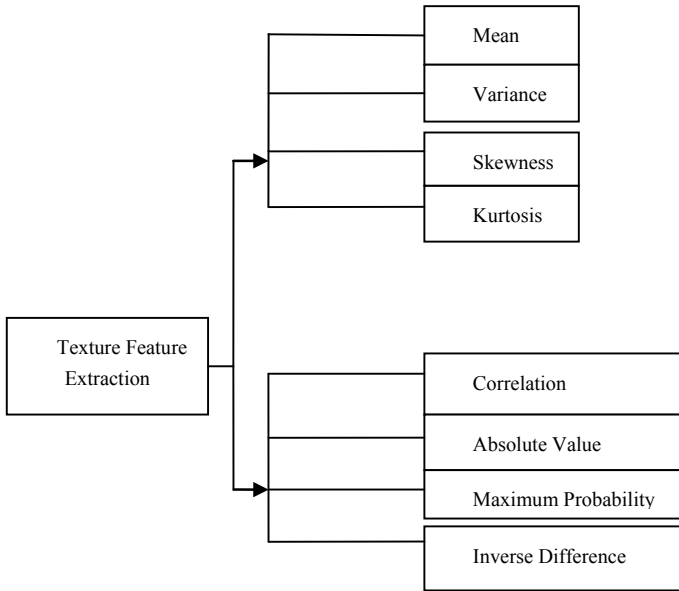 Mean
Variance
Skewness
Kurtosis
Texture Feature
Extraction
Correlation
Absolute Value
Maximum Probability
Inverse Difference